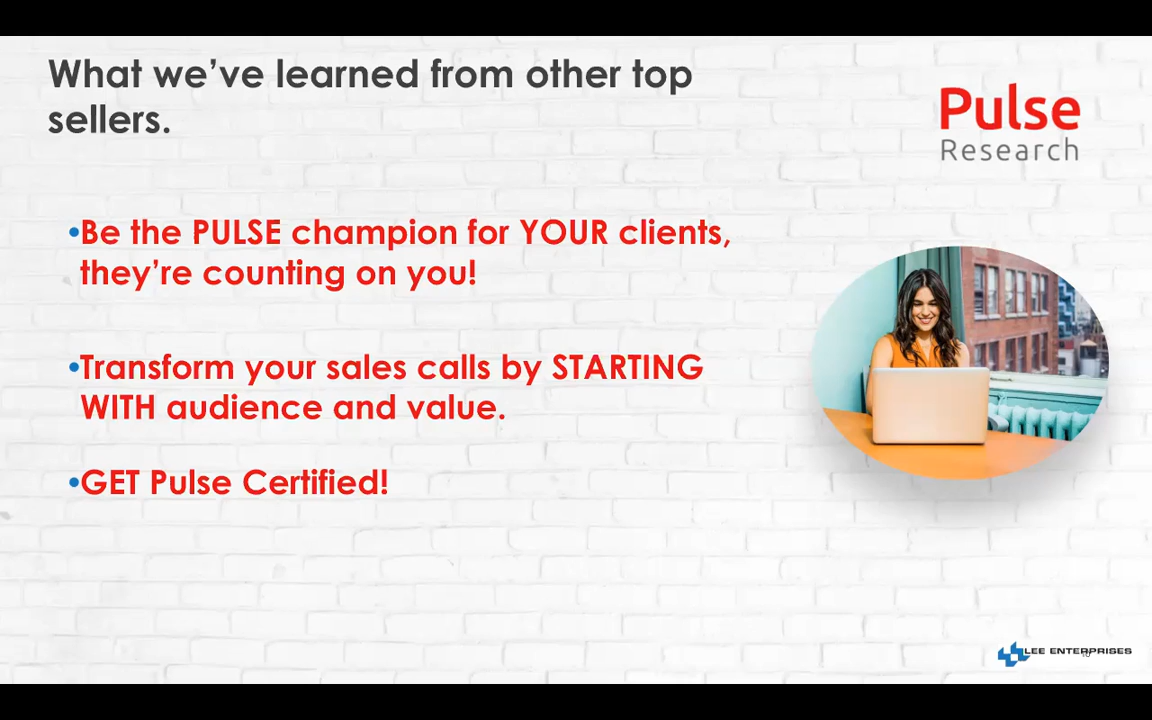 What we've learned from other top
sellers.
Pulse
Research
•Be the PULSE champion for YOUR clients,
they're counting on you!
•Transform your sales calls by STARTING
WITH audience and value.
•GET Pulse Certified!
LEE ENTERPRISES